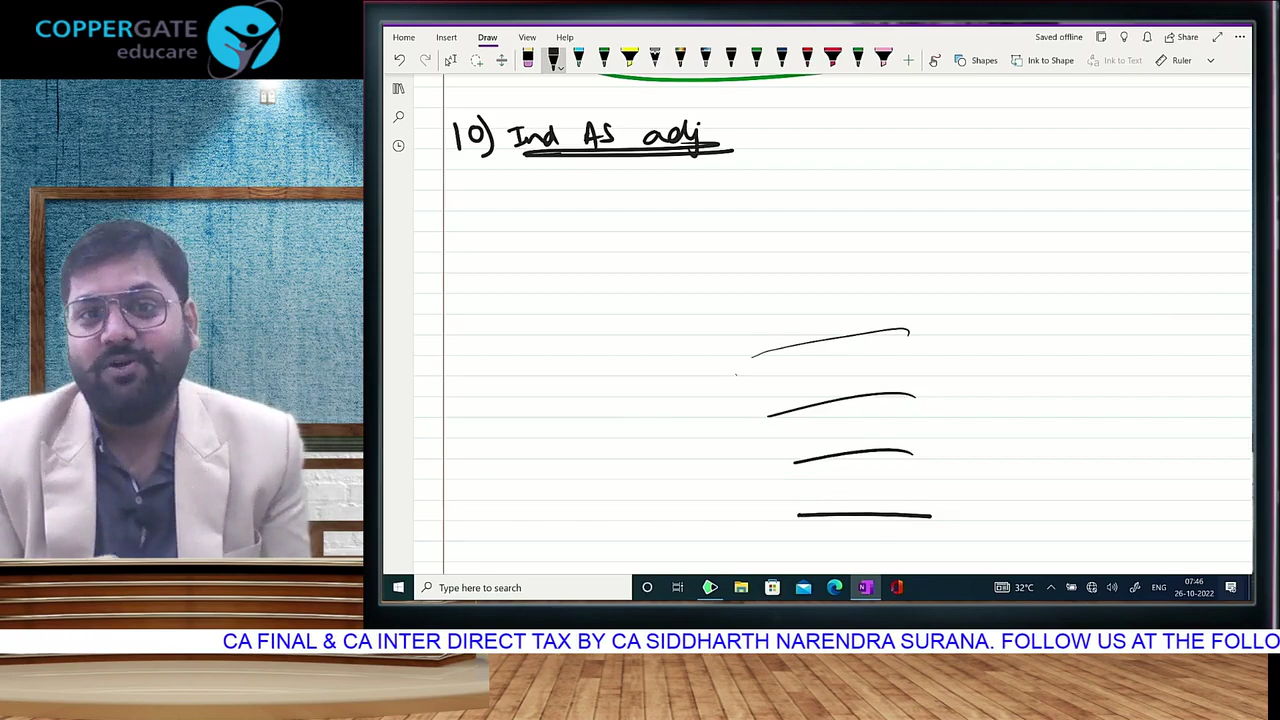 COPPERGATE
educare
Home Insert Draw View Help
Saved offline Share
Shapes Ink to Shape Ink to Text Ruler
10) Ind AS adj
Type here to search
32°C ENG 07:46
26-10-2022
CA FINAL & CA INTER DIRECT TAX BY CA SIDDHARTH NARENDRA SURANA. FOLLOW US AT THE FOLLO